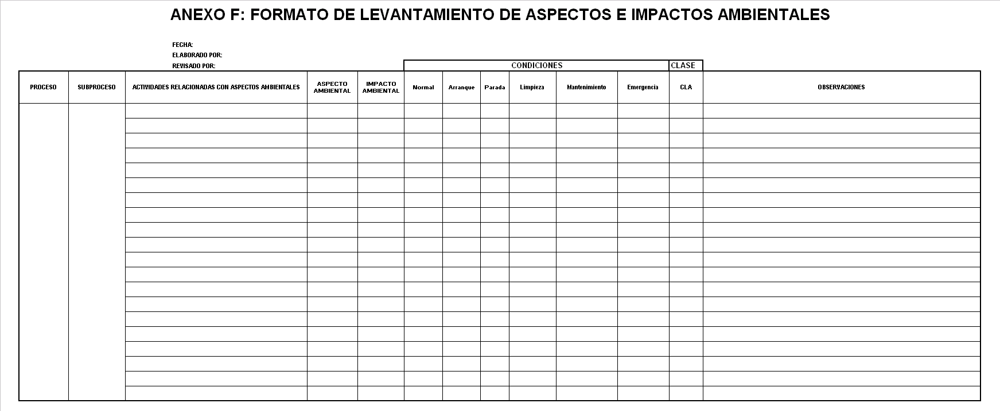 ANEXO F: FORMATO DE LEVANTAMIENTO DE ASPECTOS E IMPACTOS AMBIENTALES
FECHA:
ELABORADO POR:
REVISADO POR:
CONDICIONES CLASE
PROCESO SUBPROCESO ACTIVIDADES RELACIONADAS CON ASPECTOS AMBIENTALES ASPECTO AMBIENTAL IMPACTO AMBIENTAL Normal Arranque Parada Limpieza Mantenimiento Emergencia CLA OBSERVACIONES